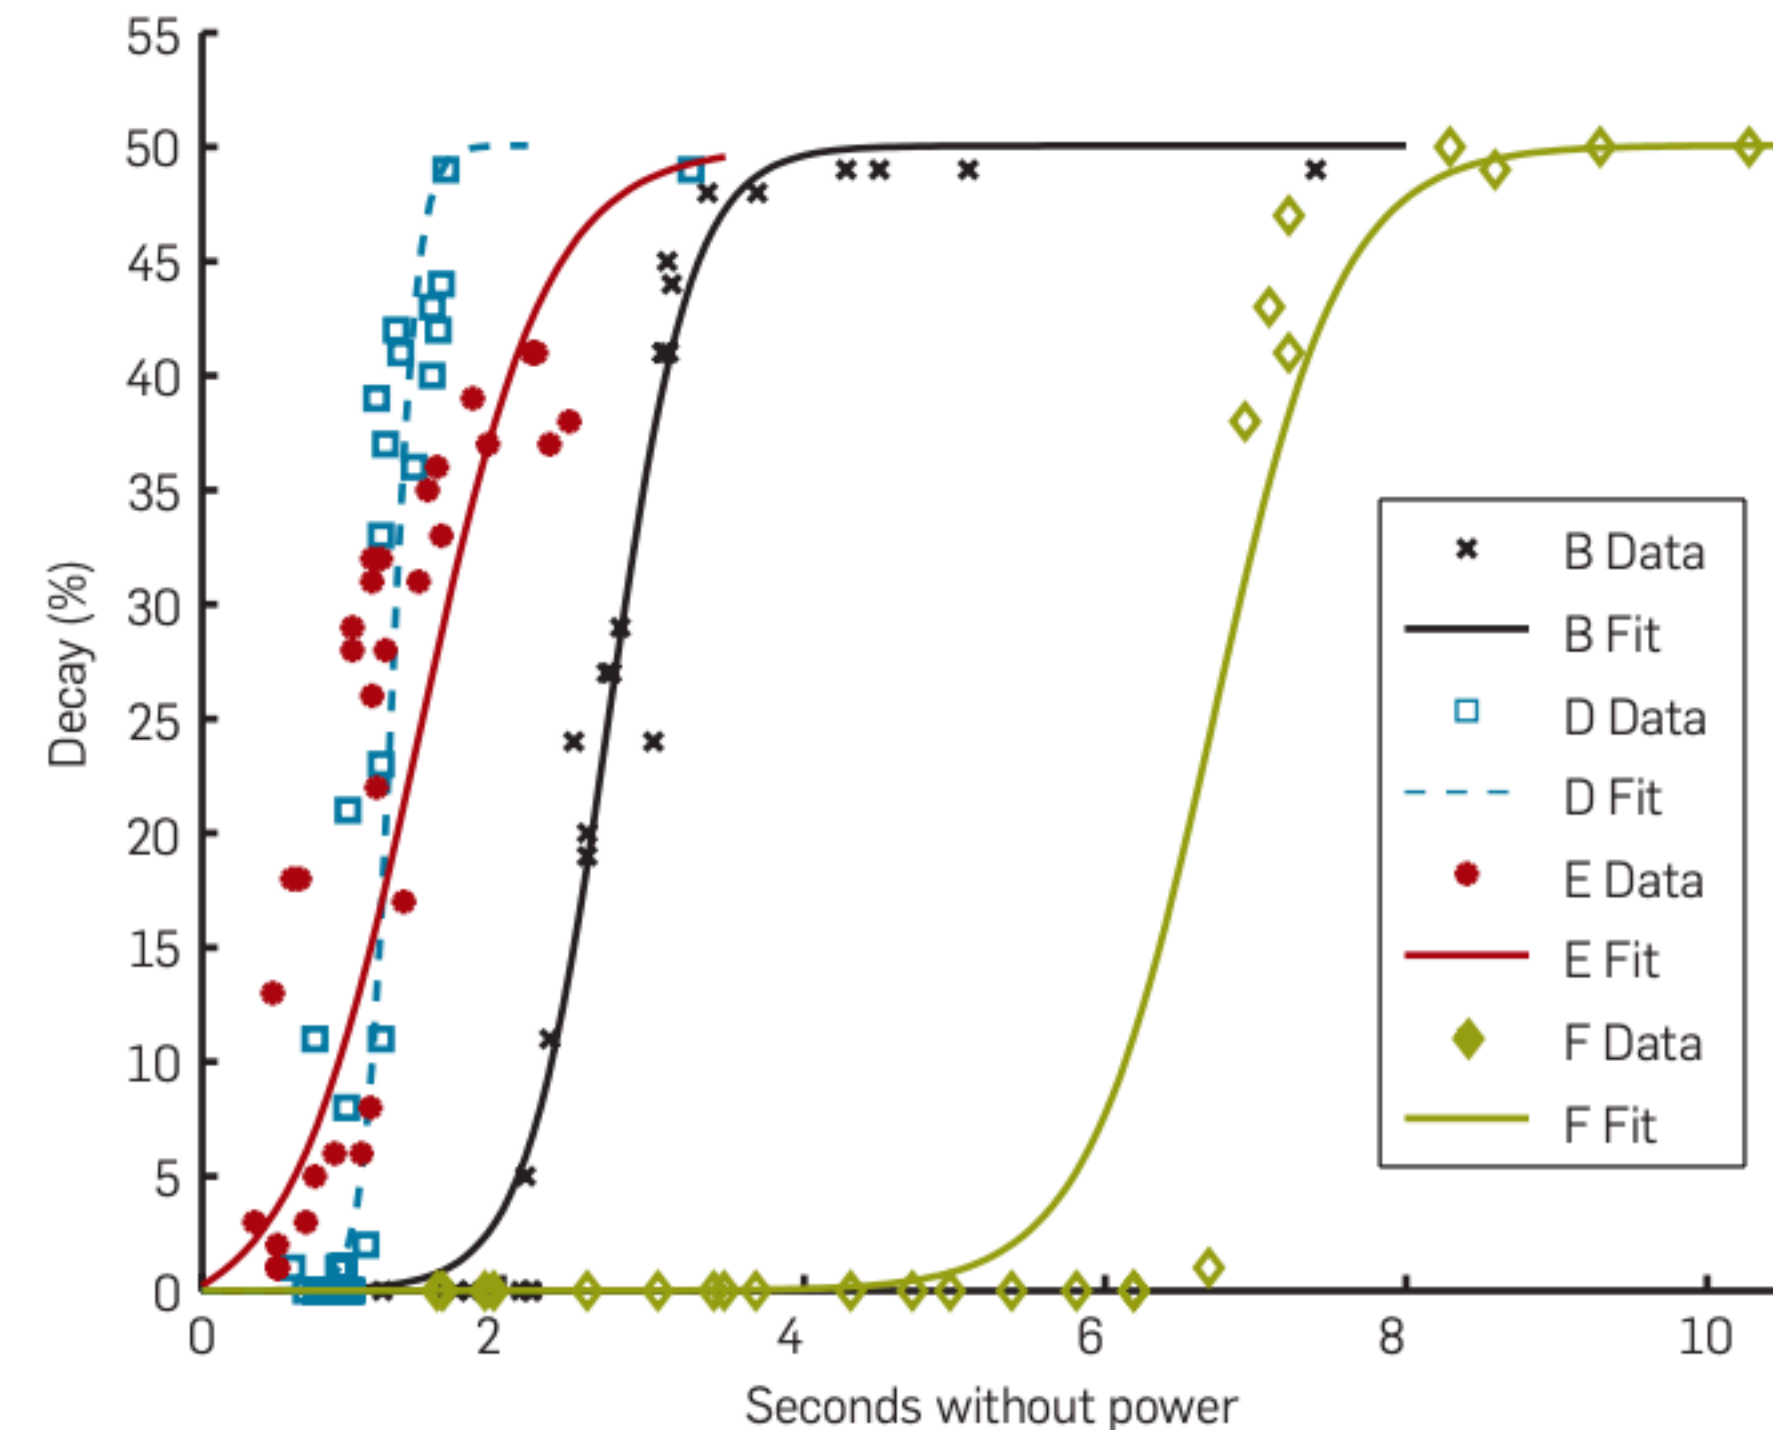 55
50
45
40
35
30
25
20
15
10
5
0
Decay (%)
0 2 4 6 8 10
Seconds without power
B Data
B Fit
D Data
D Fit
E Data
E Fit
F Data
F Fit